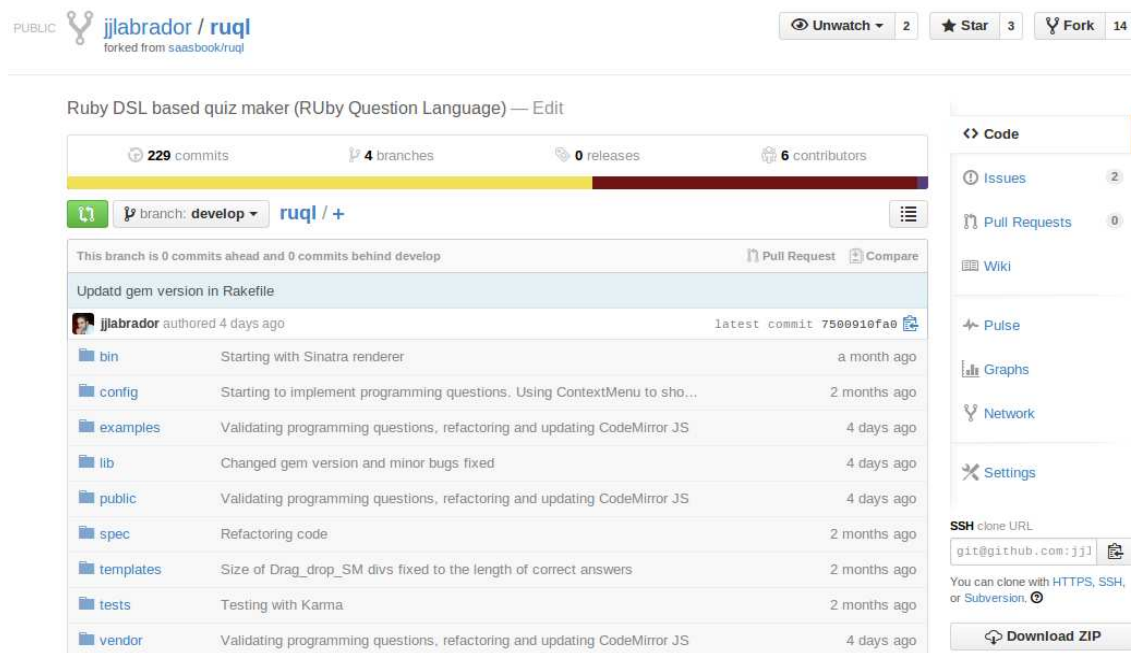 PUBLIC jjlabrador / ruql
forked from saasbook/ruql
Unwatch 2 Star 3 Fork 14
Ruby DSL based quiz maker (RUby Question Language) — Edit
229 commits 4 branches 0 releases 6 contributors
branch: develop ruql / +
This branch is 0 commits ahead and 0 commits behind develop Pull Request Compare
Updatd gem version in Rakefile
jjlabrador authored 4 days ago latest commit 7500910fa0
bin Starting with Sinatra renderer a month ago
config Starting to implement programming questions. Using ContextMenu to sho... 2 months ago
examples Validating programming questions, refactoring and updating CodeMirror JS 4 days ago
lib Changed gem version and minor bugs fixed 4 days ago
public Validating programming questions, refactoring and updating CodeMirror JS 4 days ago
spec Refactoring code 2 months ago
templates Size of Drag_drop_SM divs fixed to the length of correct answers 2 months ago
tests Testing with Karma 2 months ago
vendor Validating programming questions, refactoring and updating CodeMirror JS 4 days ago
Code
Issues 2
Pull Requests 0
Wiki
Pulse
Graphs
Network
Settings
SSH clone URL
git@github.com:jjl
You can clone with HTTPS, SSH,
or Subversion.
Download ZIP